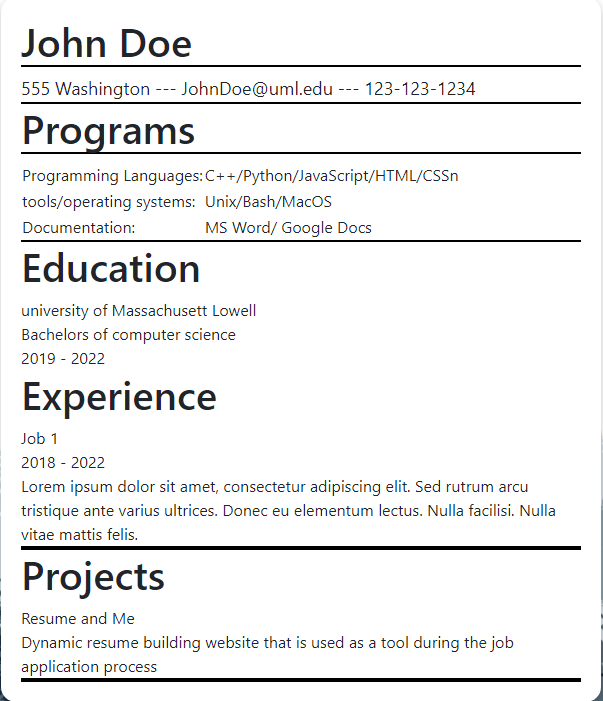 John Doe
555 Washington --- JohnDoe@uml.edu --- 123-123-1234
Programs
Programming Languages: C++/Python/JavaScript/HTML/CSSn
tools/operating systems: Unix/Bash/MacOS
Documentation: MS Word/ Google Docs
Education
university of Massachusett Lowell
Bachelors of computer science
2019 - 2022
Experience
Job 1
2018 - 2022
Lorem ipsum dolor sit amet, consectetur adipiscing elit. Sed rutrum arcu
tristique ante varius ultrices. Donec eu elementum lectus. Nulla facilisi. Nulla
vitae mattis felis.
Projects
Resume and Me
Dynamic resume building website that is used as a tool during the job
application process